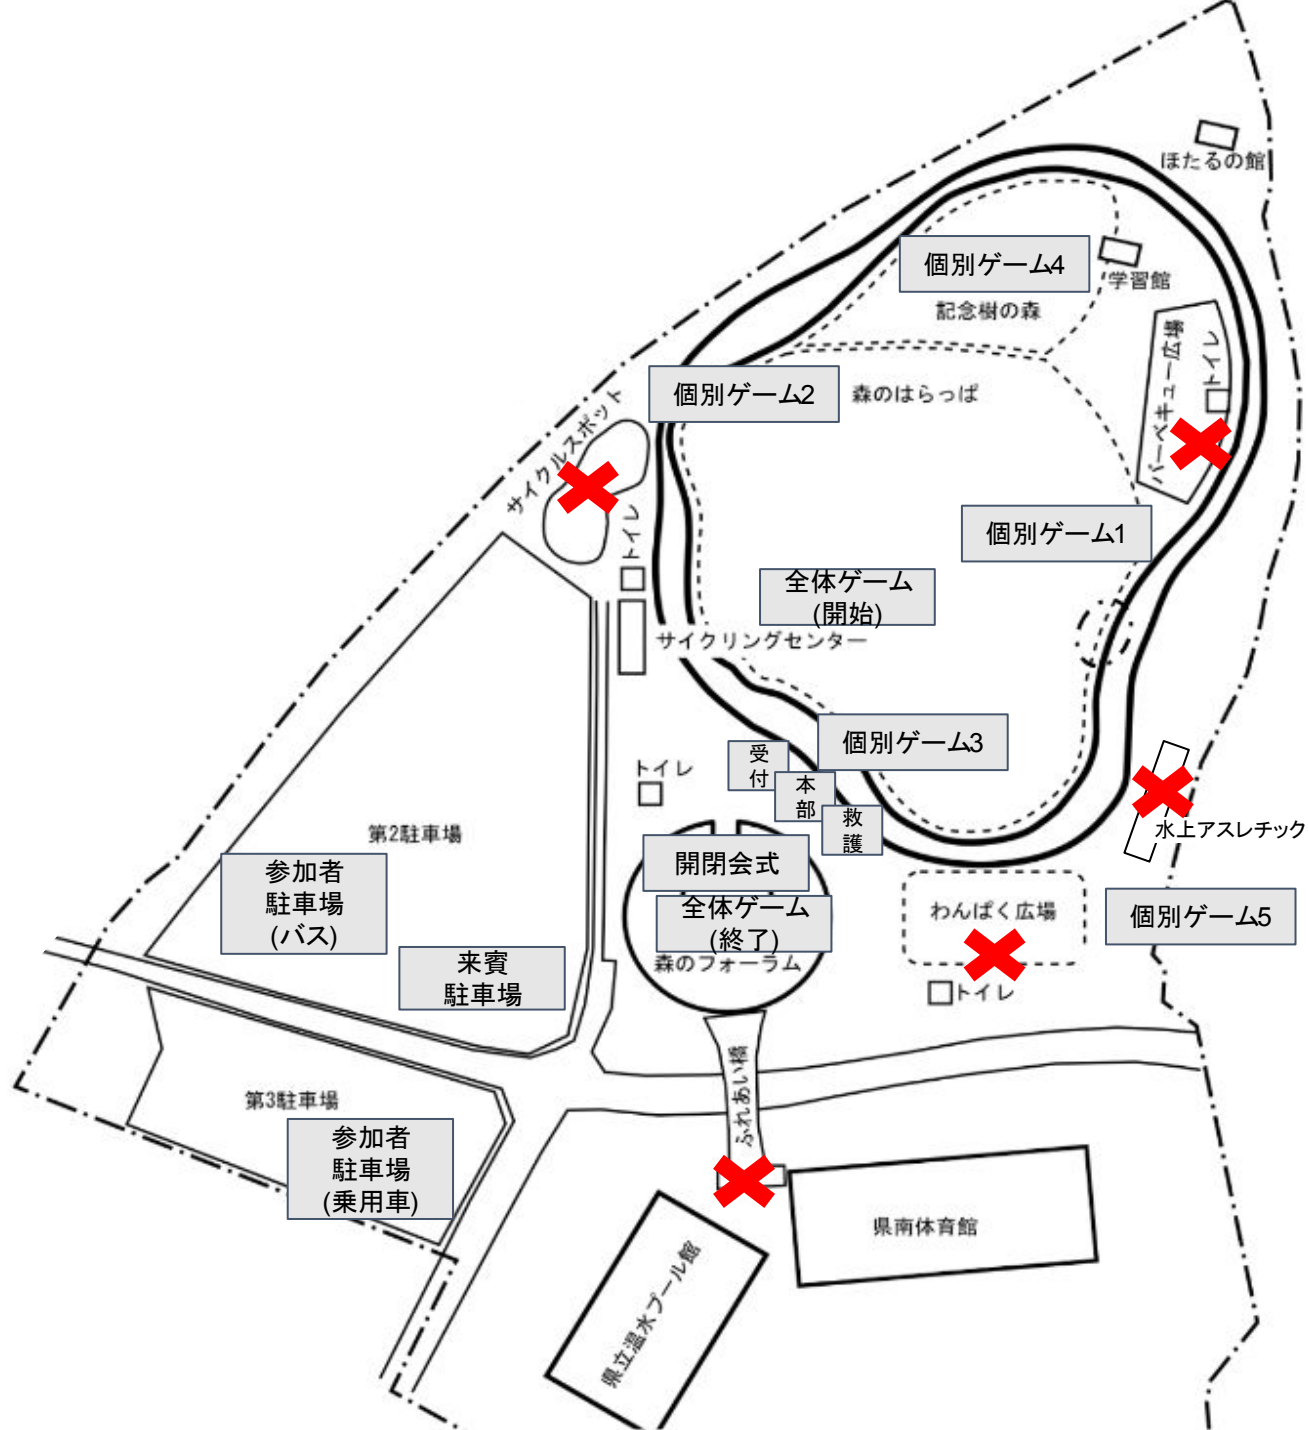 ほたるの館
個別ゲーム4
学習館
記念樹の森
バーベキュー広場
トイレ
個別ゲーム2
森のはらっぱ
サイクルスポット
トイレ
個別ゲーム1
全体ゲーム
(開始)
サイクリングセンター
個別ゲーム3
受
付
本
部
救
護
トイレ
水上アスレチック
第2駐車場
参加者
駐車場
(バス)
来賓
駐車場
開閉会式
全体ゲーム
(終了)
森のフォーラム
わんぱく広場
個別ゲーム5
トイレ
ふれあい橋
第3駐車場
参加者
駐車場
(乗用車)
県南体育館
県立温水プール館